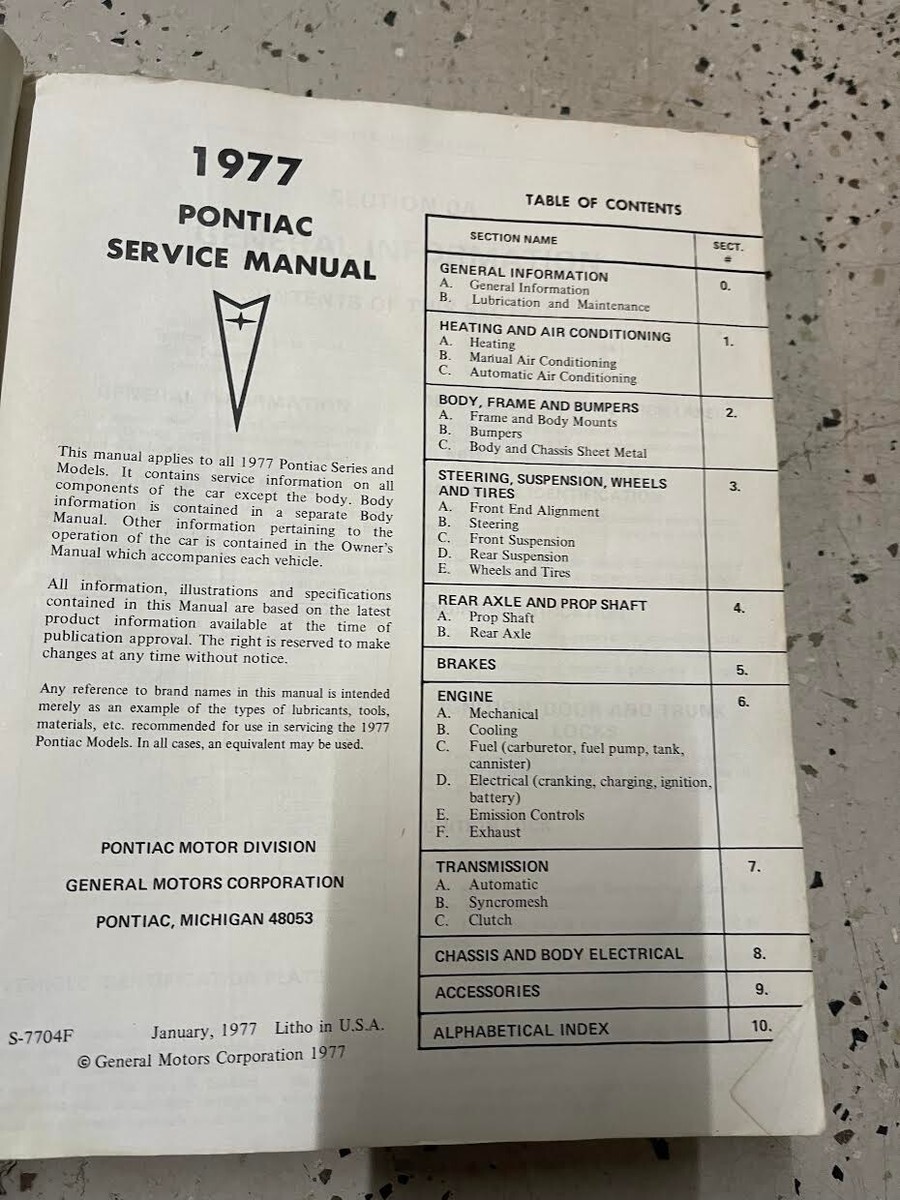 1977
PONTIAC
SERVICE MANUAL
This manual applies to all 1977 Pontiac Series and
Models. It contains service information on all
components of the car except the body. Body
information is contained in a separate Body
Manual. Other information pertaining to the
operation of the car is contained in the Owner's
Manual which accompanies each vehicle.
All information, illustrations and specifications
contained in this Manual are based on the latest
product information available at the time of
publication approval. The right is reserved to make
changes at any time without notice.
Any reference to brand names in this manual is intended
merely as an example of the types of lubricants, tools,
materials, etc. recommended for use in servicing the 1977
Pontiac Models. In all cases, an equivalent may be used.
PONTIAC MOTOR DIVISION
GENERAL MOTORS CORPORATION
PONTIAC, MICHIGAN 48053
S-7704F January, 1977 Litho in U.S.A.
© General Motors Corporation 1977
TABLE OF CONTENTS
SECTION NAME SECT. #
GENERAL INFORMATION 0.
A. General Information
B. Lubrication and Maintenance
HEATING AND AIR CONDITIONING 1.
A. Heating
B. Manual Air Conditioning
C. Automatic Air Conditioning
BODY, FRAME AND BUMPERS 2.
A. Frame and Body Mounts
B. Bumpers
C. Body and Chassis Sheet Metal
STEERING, SUSPENSION, WHEELS 3.
AND TIRES
A. Front End Alignment
B. Steering
C. Front Suspension
D. Rear Suspension
E. Wheels and Tires
REAR AXLE AND PROP SHAFT 4.
A. Prop Shaft
B. Rear Axle
BRAKES 5.
ENGINE 6.
A. Mechanical
B. Cooling
C. Fuel (carburetor, fuel pump, tank,
cannister)
D. Electrical (cranking, charging, ignition,
battery)
E. Emission Controls
F. Exhaust
TRANSMISSION 7.
A. Automatic
B. Syncromesh
C. Clutch
CHASSIS AND BODY ELECTRICAL 8.
ACCESSORIES 9.
ALPHABETICAL INDEX 10.